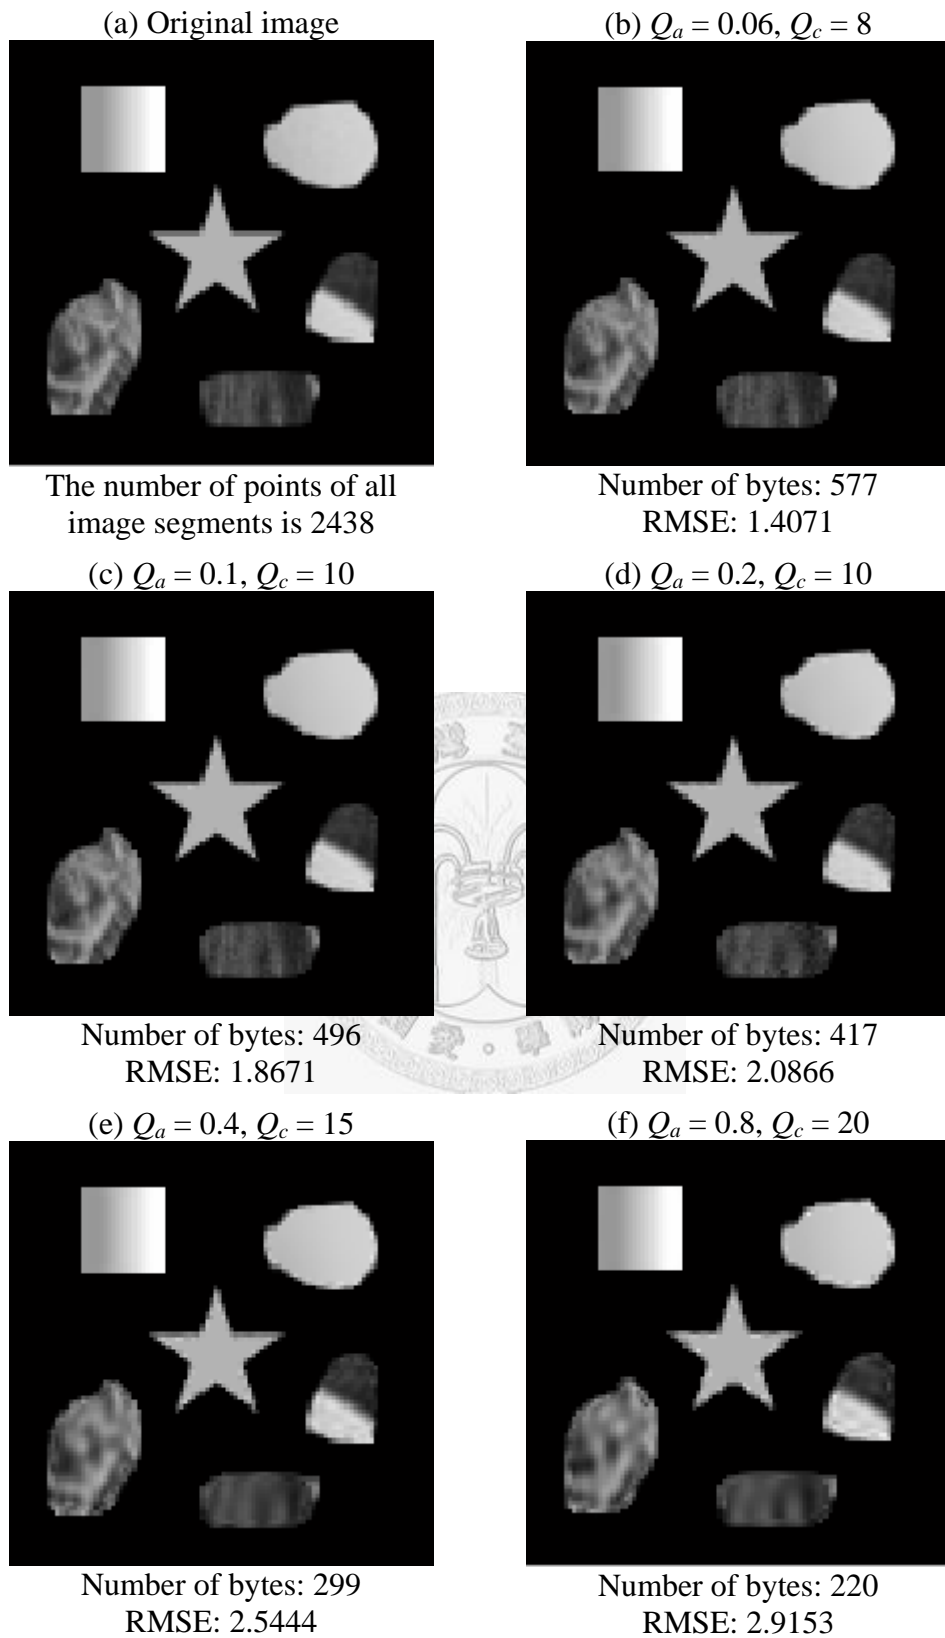 (a) Original image
(b) Qa = 0.06, Qc = 8
The number of points of all
image segments is 2438
Number of bytes: 577
RMSE: 1.4071
(c) Qa = 0.1, Qc = 10
(d) Qa = 0.2, Qc = 10
Number of bytes: 496
RMSE: 1.8671
Number of bytes: 417
RMSE: 2.0866
(e) Qa = 0.4, Qc = 15
(f) Qa = 0.8, Qc = 20
Number of bytes: 299
RMSE: 2.5444
Number of bytes: 220
RMSE: 2.9153